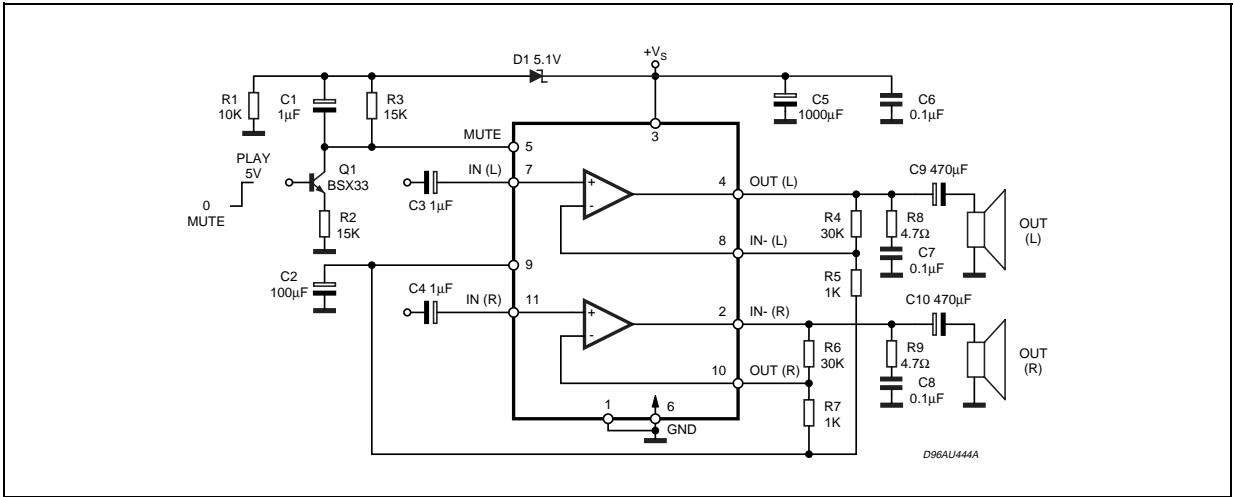 D1 5.1V
+VS
R1
10K
C1
1µF
R3
15K
C5
1000µF
C6
0.1µF
MUTE
5
3
PLAY
5V
0
MUTE
Q1
BSX33
R2
15K
IN (L)
7
C3 1µF
+
-
4
OUT (L)
C9 470µF
R4
30K
R8
4.7Ω
OUT
(L)
8
IN- (L)
C7
0.1µF
9
C2
100µF
R5
1K
C4 1µF
IN (R)
11
+
-
2
IN- (R)
C10 470µF
R6
30K
R9
4.7Ω
OUT
(R)
10
OUT (R)
C8
0.1µF
R7
1K
1
6
GND
D96AU444A